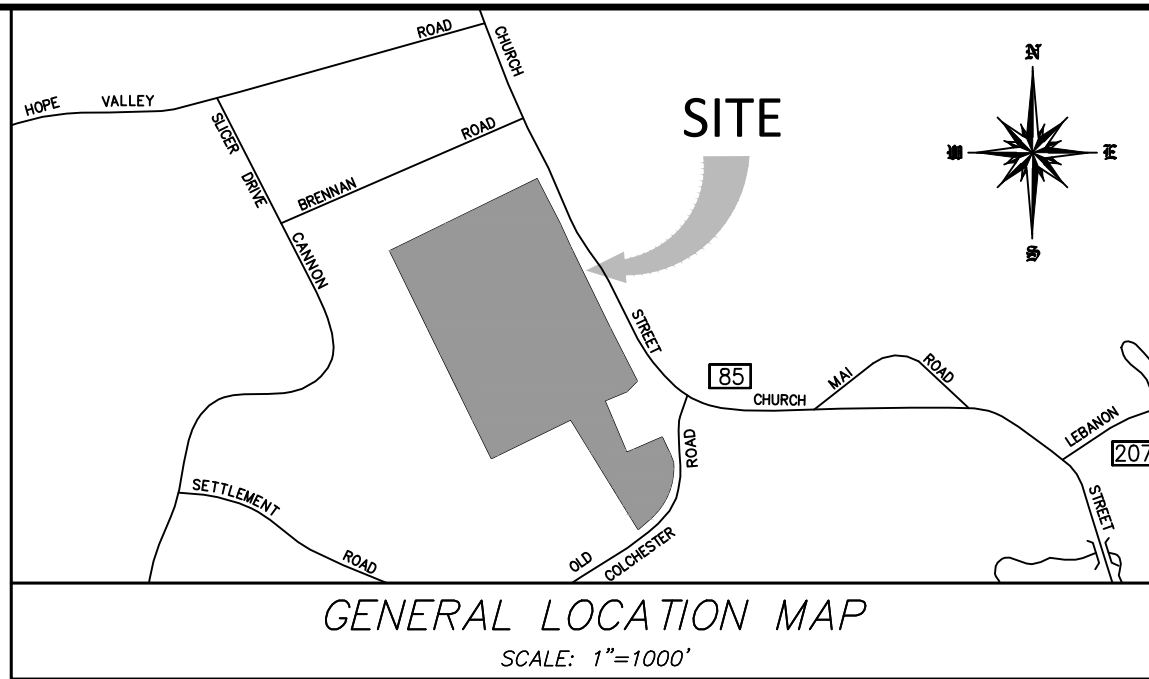 HOPE VALLEY ROAD
CHURCH
STREET
SITE
N
W E
S
SLICER
DRIVE
CANNON
BRENNAN ROAD
85
CHURCH
MAI ROAD
LEBANON
207
STREET
ROAD
OLD
COLCHESTER
SETTLEMENT ROAD
GENERAL LOCATION MAP
SCALE: 1"=1000'